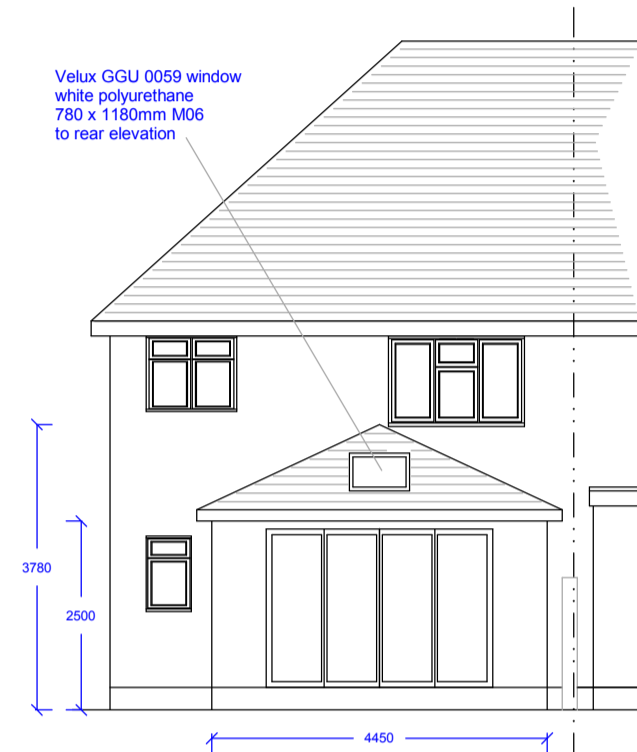 Velux GGU 0059 window
white polyurethane
780 x 1180mm M06
to rear elevation
3780
2500
4450